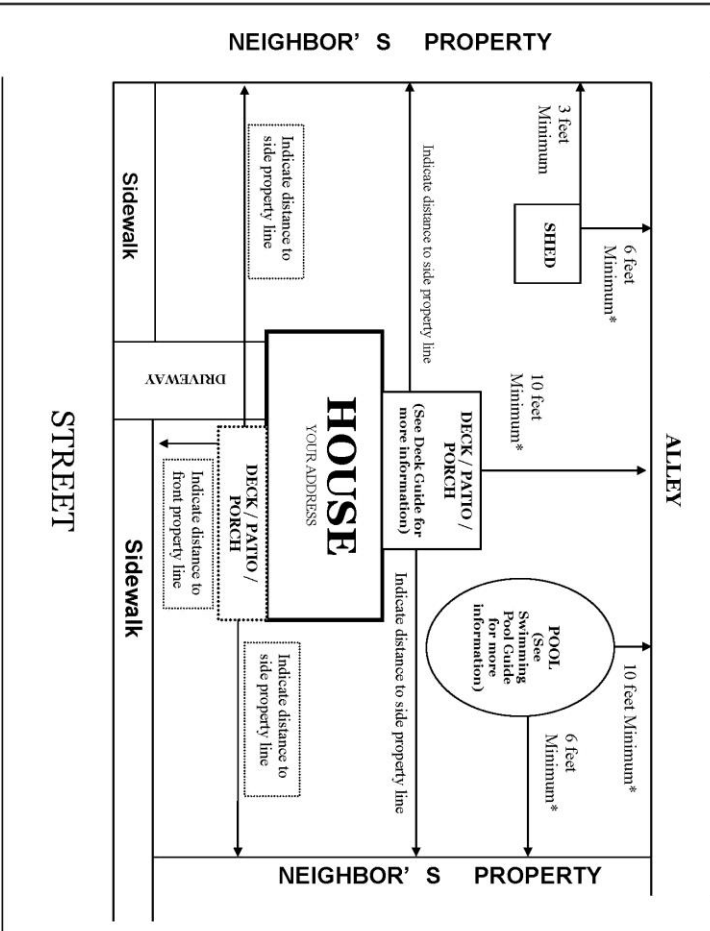 NEIGHBOR' S PROPERTY
ALLEY
3 feet
Minimum
6 feet
Minimum*
SHED
Indicate distance to side property line
Indicate distance to
side property line
Sidewalk
10 feet
Minimum*
DECK / PATIO /
PORCH
(See Deck Guide for
more information)
HOUSE
YOUR ADDRESS
DRIVEWAY
DECK / PATIO /
PORCH
Indicate distance to
front property line
STREET
Sidewalk
POOL
(See
Swimming
Pool Guide
for more
information)
10 feet Minimum*
6 feet
Minimum*
Indicate distance to side property line
Indicate distance to
side property line
NEIGHBOR' S PROPERTY